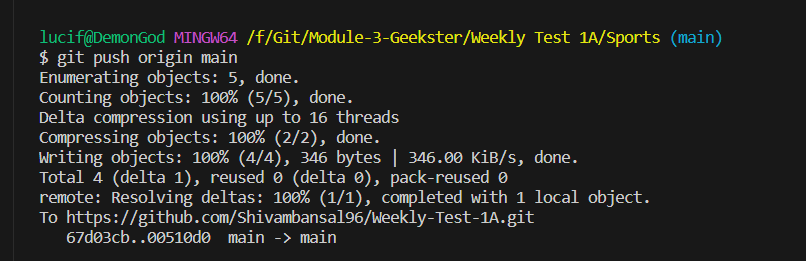 lucif@DemonGod MINGW64 /f/Git/Module-3-Geekster/Weekly Test 1A/Sports (main)
$ git push origin main
Enumerating objects: 5, done.
Counting objects: 100% (5/5), done.
Delta compression using up to 16 threads
Compressing objects: 100% (2/2), done.
Writing objects: 100% (4/4), 346 bytes | 346.00 KiB/s, done.
Total 4 (delta 1), reused 0 (delta 0), pack-reused 0
remote: Resolving deltas: 100% (1/1), completed with 1 local object.
To https://github.com/Shivambansal96/Weekly-Test-1A.git
   67d03cb..00510d0  main -> main